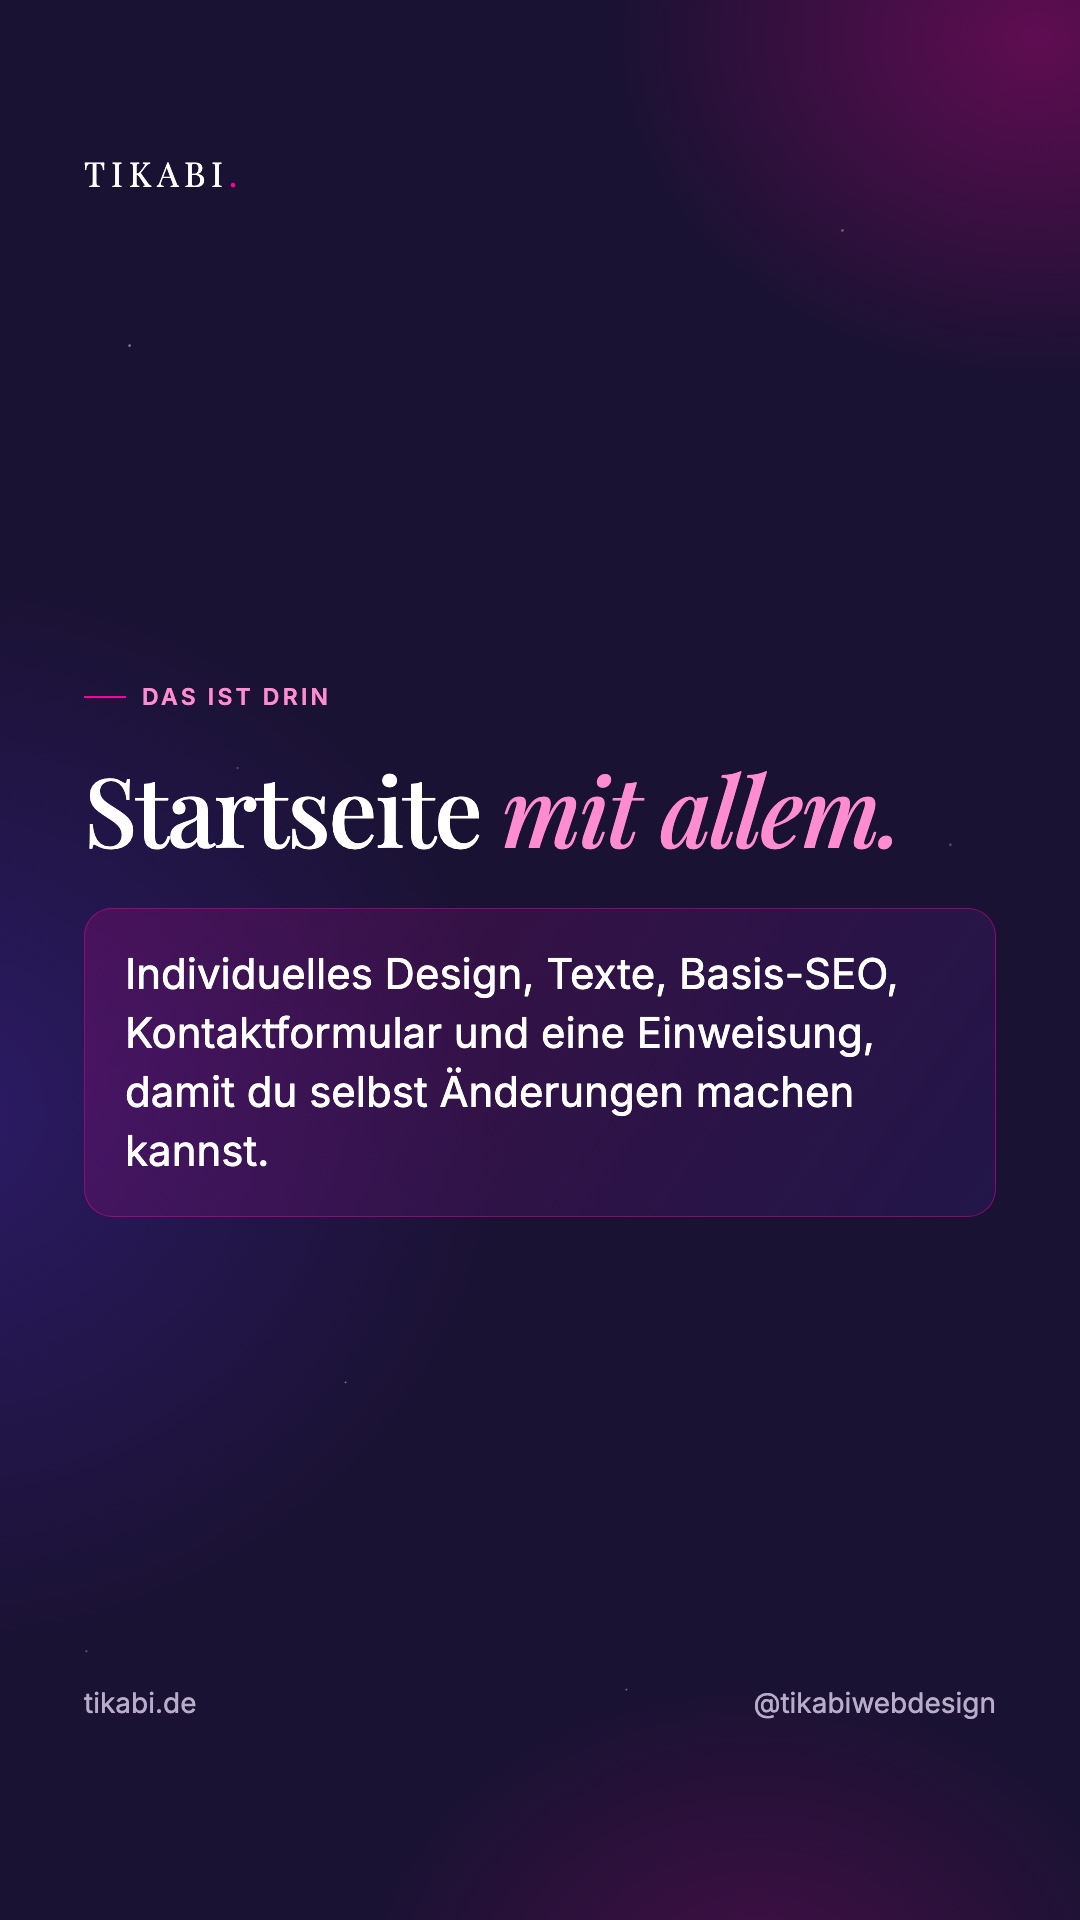 TIKABI.
DAS IST DRIN
Startseite mit allem.
Individuelles Design, Texte, Basis-SEO,
Kontaktformular und eine Einweisung,
damit du selbst Änderungen machen
kannst.
tikabi.de
@tikabiwebdesign